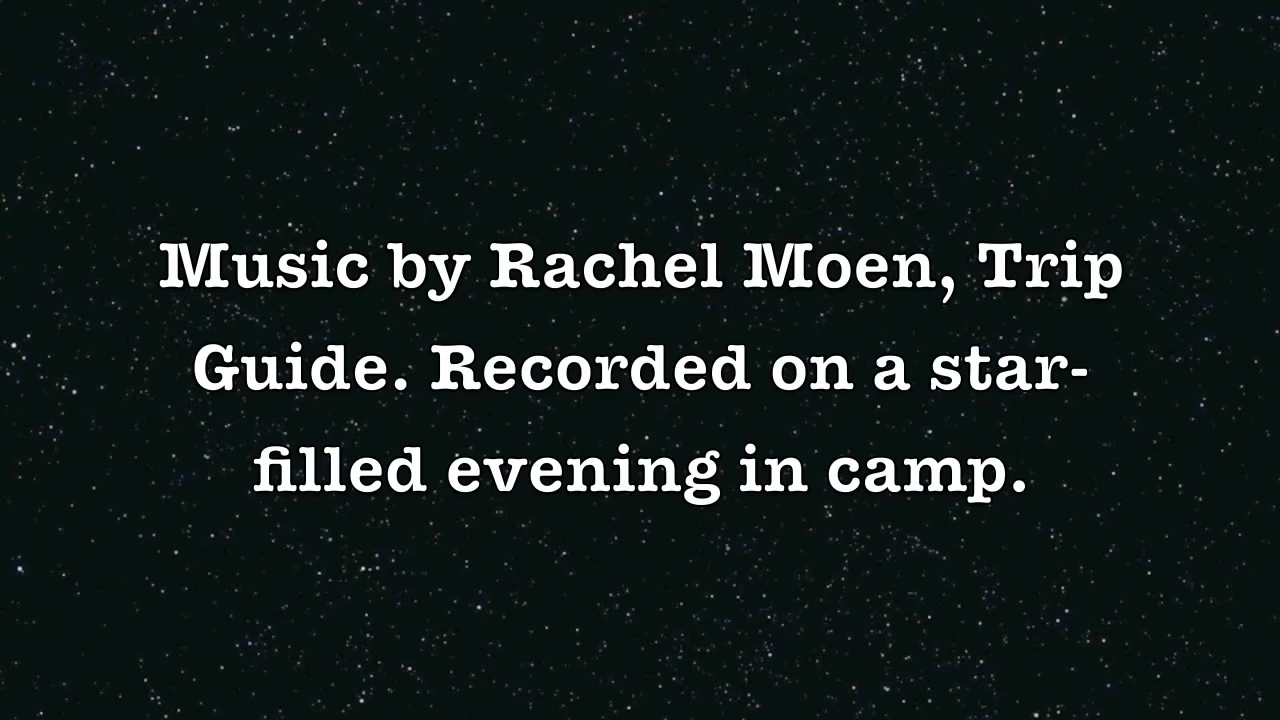 Music by Rachel Moen, Trip
Guide. Recorded on a star-
filled evening in camp.